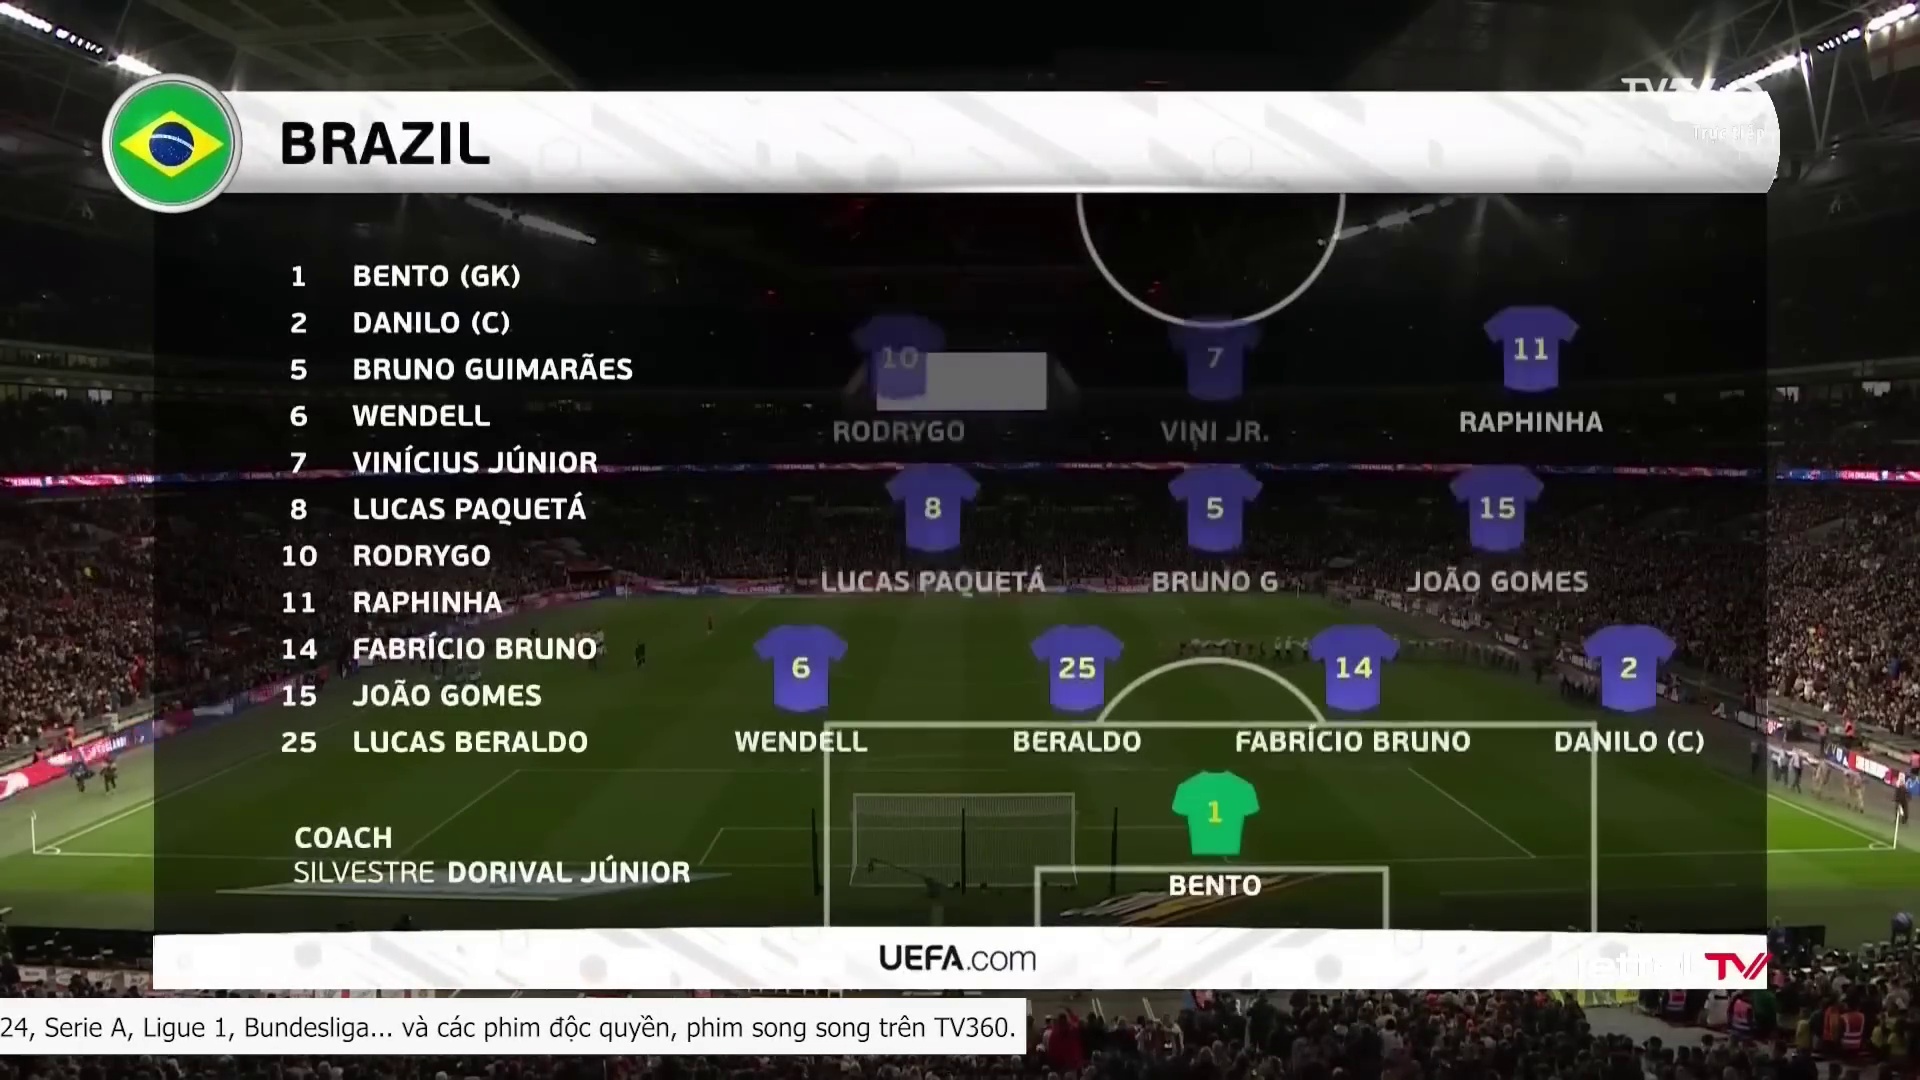 TV360
Trực tiếp
BRAZIL
1 BENTO (GK)
2 DANILO (C)
5 BRUNO GUIMARÃES
6 WENDELL
7 VINÍCIUS JÚNIOR
8 LUCAS PAQUETÁ
10 RODRYGO
11 RAPHINHA
14 FABRÍCIO BRUNO
15 JOÃO GOMES
25 LUCAS BERALDO
COACH
SILVESTRE DORIVAL JÚNIOR
10 7 11
RODRYGO VINI JR. RAPHINHA
8 5 15
LUCAS PAQUETÁ BRUNO G JOÃO GOMES
6 25 14 2
WENDELL BERALDO FABRÍCIO BRUNO DANILO (C)
1
BENTO
UEFA.com
TV
24, Serie A, Ligue 1, Bundesliga... và các phim độc quyền, phim song song trên TV360.